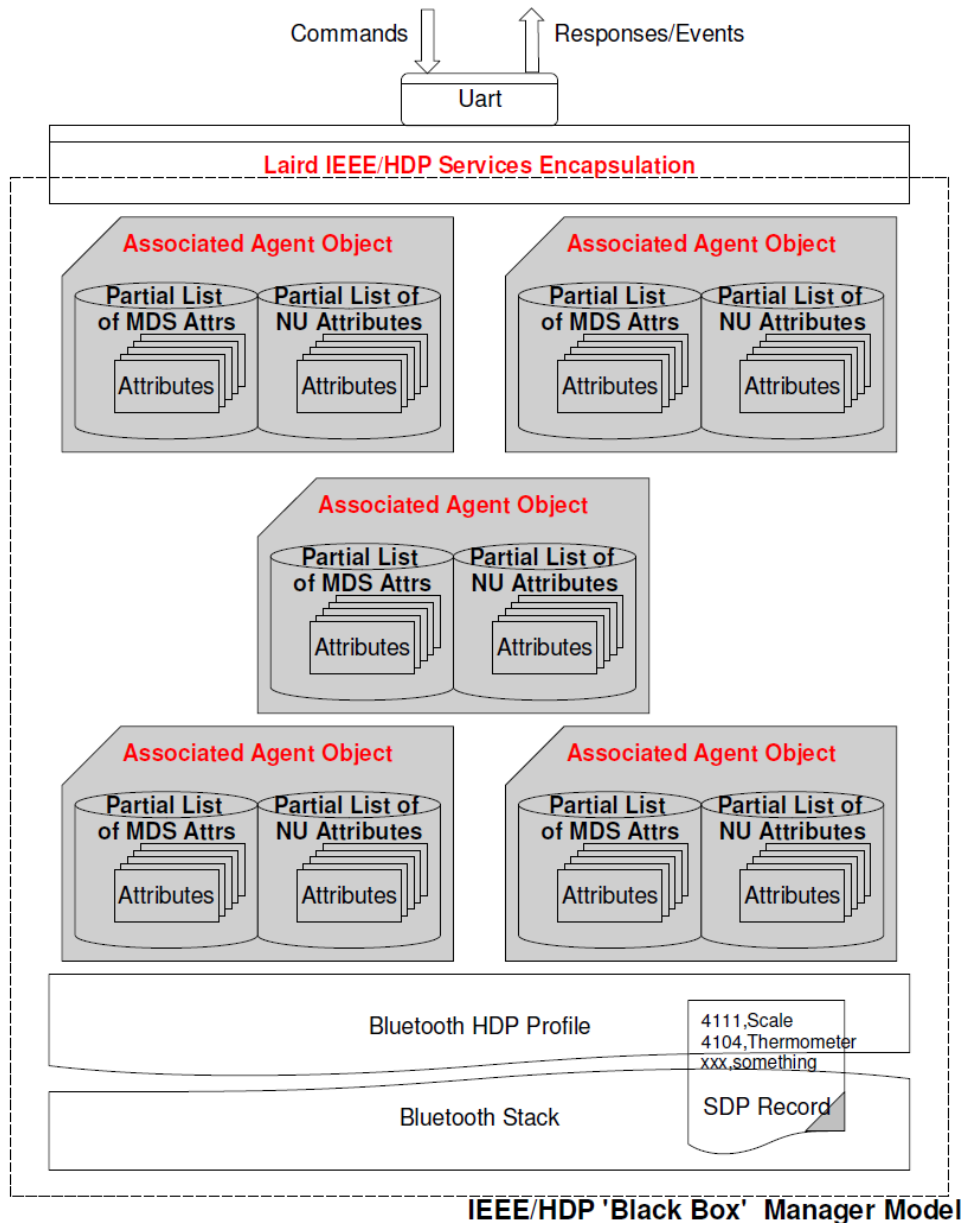 Commands
Responses/Events
Uart
Laird IEEE/HDP Services Encapsulation
Associated Agent Object
Partial List
of MDS Attrs
Partial List of
NU Attributes
Attributes
Attributes
Associated Agent Object
Partial List
of MDS Attrs
Partial List of
NU Attributes
Attributes
Attributes
Associated Agent Object
Partial List
of MDS Attrs
Partial List of
NU Attributes
Attributes
Attributes
Associated Agent Object
Partial List
of MDS Attrs
Partial List of
NU Attributes
Attributes
Attributes
Associated Agent Object
Partial List
of MDS Attrs
Partial List of
NU Attributes
Attributes
Attributes
Bluetooth HDP Profile
4111,Scale
4104,Thermometer
xxx,something
SDP Record
Bluetooth Stack
IEEE/HDP 'Black Box' Manager Model